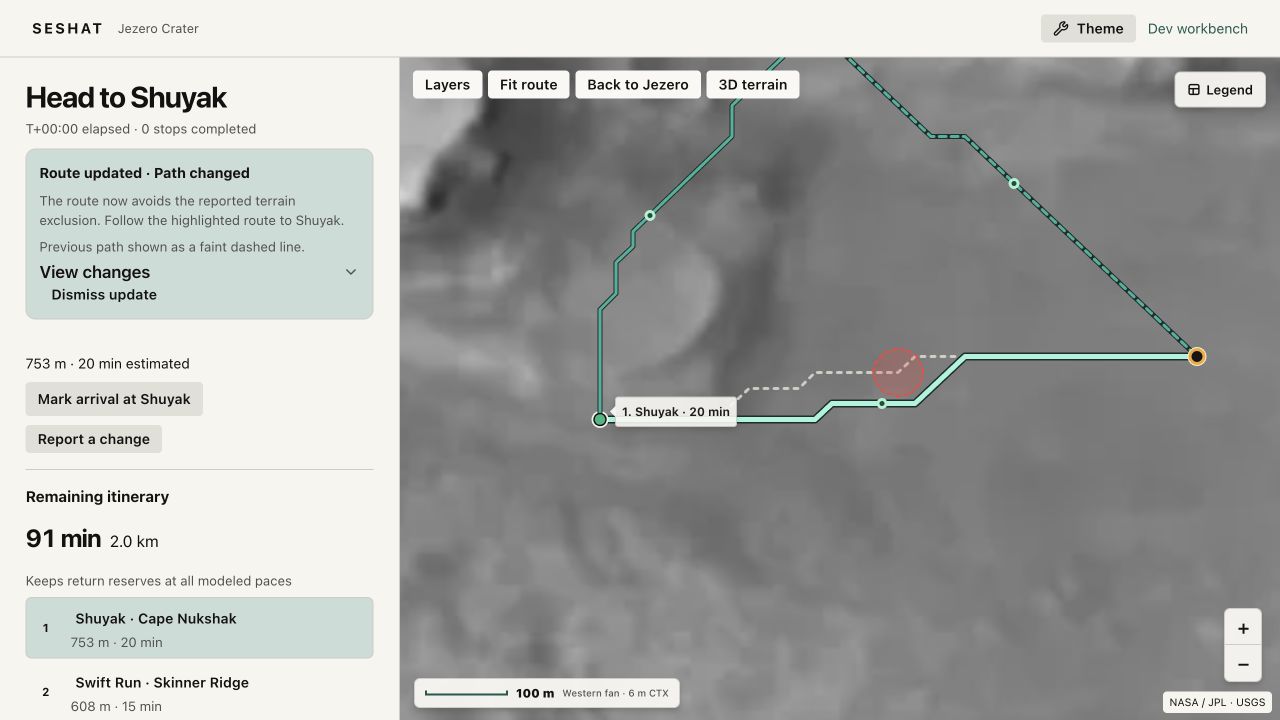 SESHAT Jezero Crater
Theme
Dev workbench
Head to Shuyak
T+00:00 elapsed · 0 stops completed
Route updated · Path changed
The route now avoids the reported terrain
exclusion. Follow the highlighted route to Shuyak.
Previous path shown as a faint dashed line.
View changes
Dismiss update
753 m · 20 min estimated
Mark arrival at Shuyak
Report a change
Remaining itinerary
91 min 2.0 km
Keeps return reserves at all modeled paces
1 Shuyak · Cape Nukshak
753 m · 20 min
2 Swift Run · Skinner Ridge
608 m · 15 min
Layers
Fit route
Back to Jezero
3D terrain
Legend
1. Shuyak · 20 min
+
−
100 m Western fan · 6 m CTX
NASA / JPL · USGS